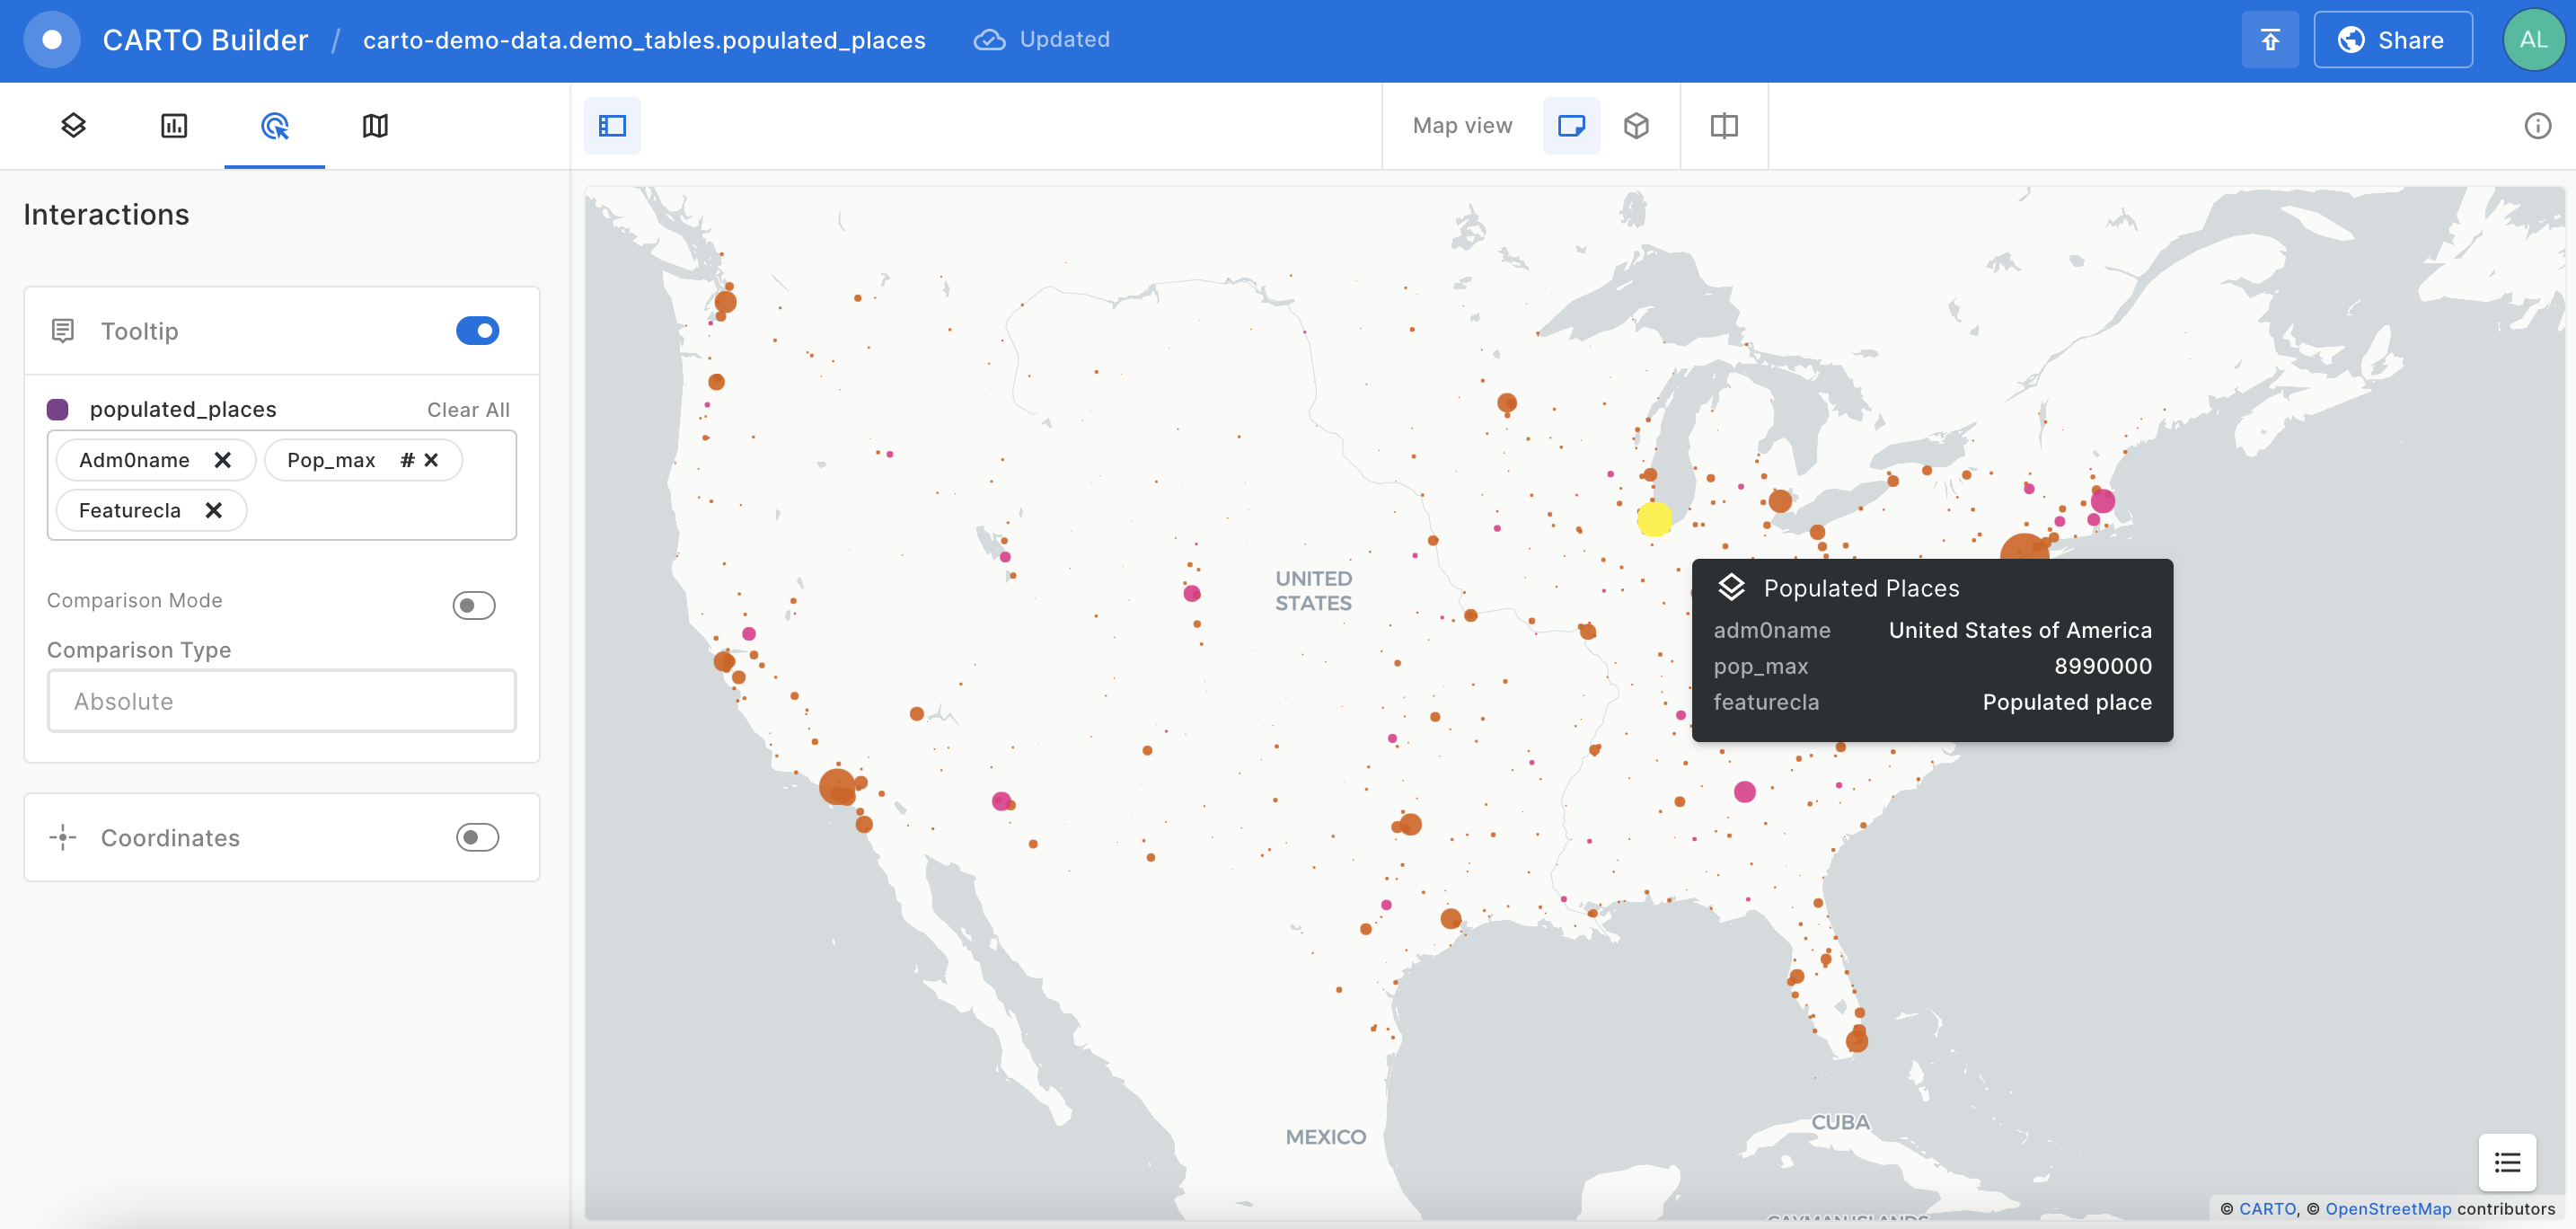 CARTO Builder / carto-demo-data.demo_tables.populated_places Updated Share AL
Map view
Interactions
Tooltip
populated_places Clear All
Adm0name Pop_max #
Featurecla
Comparison Mode
Comparison Type
Absolute
Coordinates
UNITED
STATES
Populated Places
adm0name United States of America
pop_max 8990000
featurecla Populated place
MEXICO
CUBA
CAYMAN ISLANDS
© CARTO, © OpenStreetMap contributors